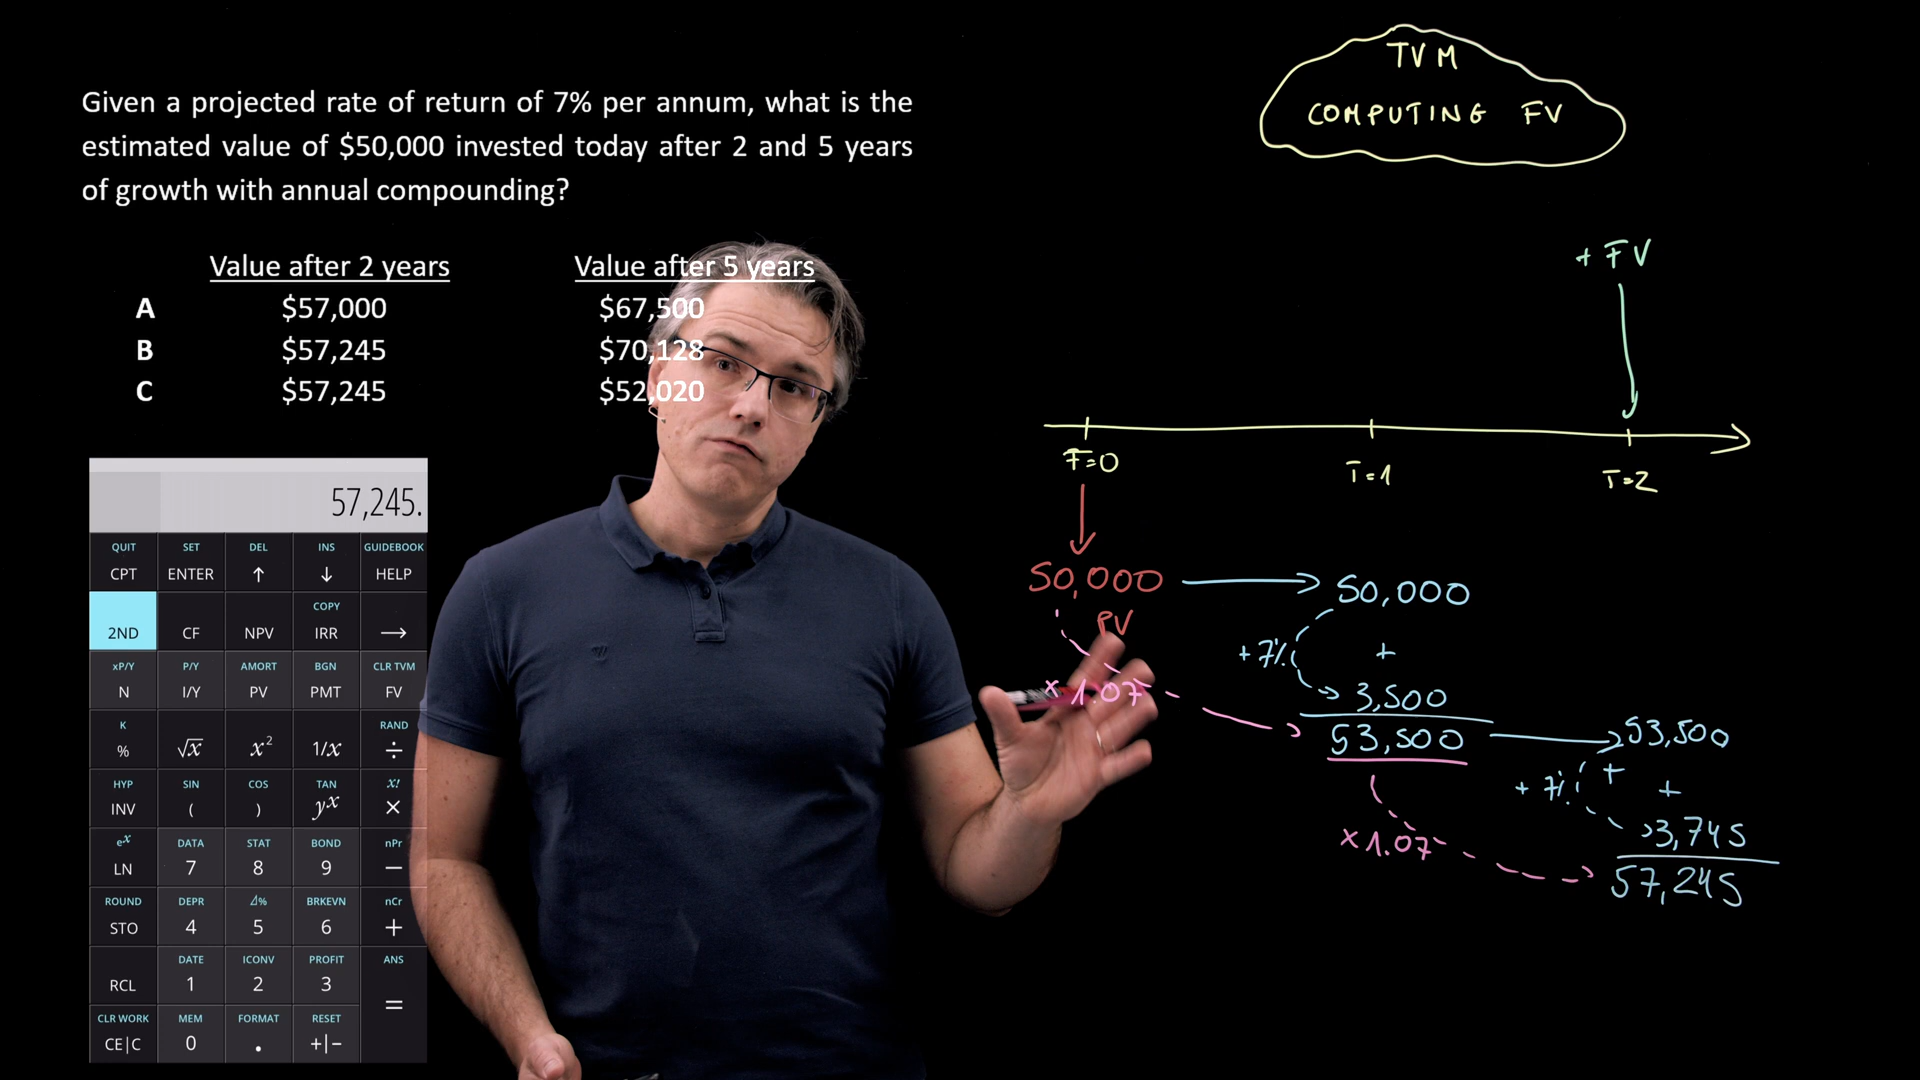 Given a projected rate of return of 7% per annum, what is the
estimated value of $50,000 invested today after 2 and 5 years
of growth with annual compounding?
Value after 2 years Value after 5 years
A $57,000 $67,500
B $57,245 $70,128
C $57,245 $52,020
57,245.
QUIT SET DEL INS GUIDEBOOK
CPT ENTER ↑ ↓ HELP
COPY
2ND CF NPV IRR →
xP/Y P/Y AMORT BGN CLR TVM
N I/Y PV PMT FV
K RAND
% √x x² 1/x ÷
HYP SIN COS TAN x!
INV ( ) yˣ ×
eˣ DATA STAT BOND nPr
LN 7 8 9 −
ROUND DEPR Δ% BRKEVN nCr
STO 4 5 6 +
DATE ICONV PROFIT ANS
RCL 1 2 3 =
CLR WORK MEM FORMAT RESET
CE|C 0 . +|−
TVM
COMPUTING FV
+ FV
T=0 T=1 T=2
50,000 50,000
PV
+7% +
× 1.07 3,500
53,500 53,500
+
+ 7% +
×1.07 3,745
57,245